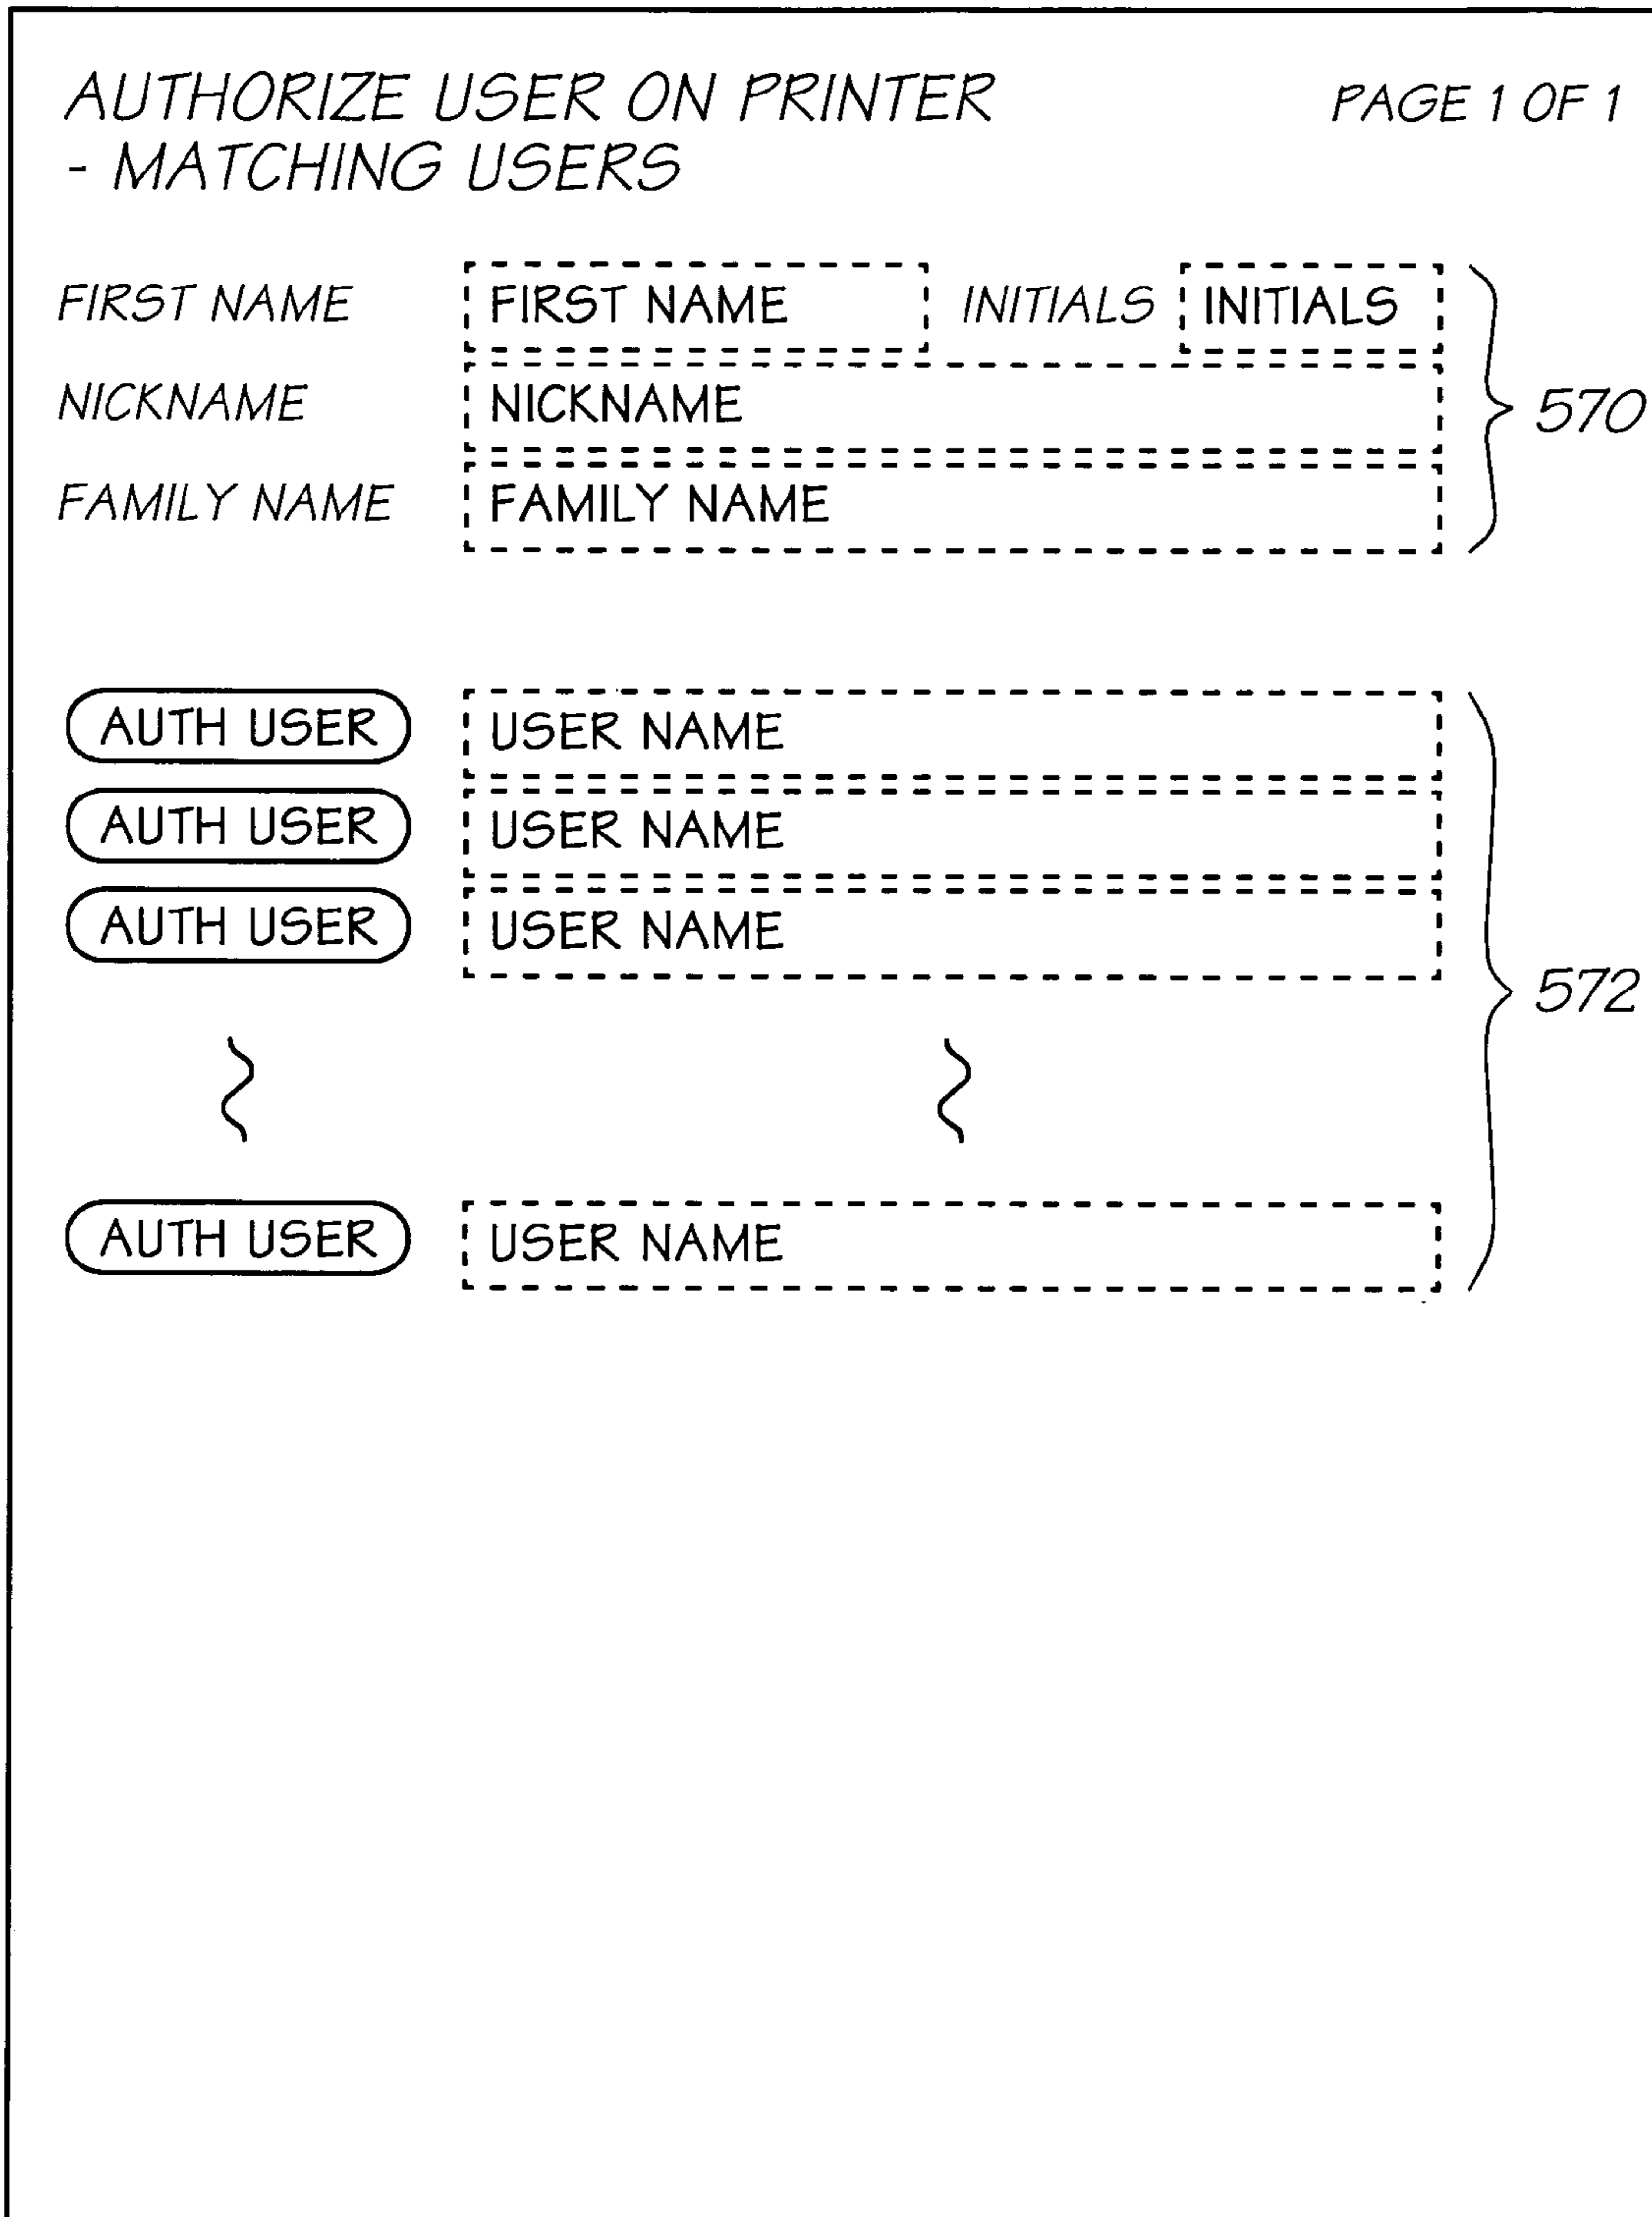 AUTHORIZE USER ON PRINTER PAGE 1 OF 1
- MATCHING USERS
FIRST NAME FIRST NAME INITIALS INITIALS
NICKNAME NICKNAME
570
FAMILY NAME FAMILY NAME
AUTH USER USER NAME
AUTH USER USER NAME
AUTH USER USER NAME
572
AUTH USER USER NAME